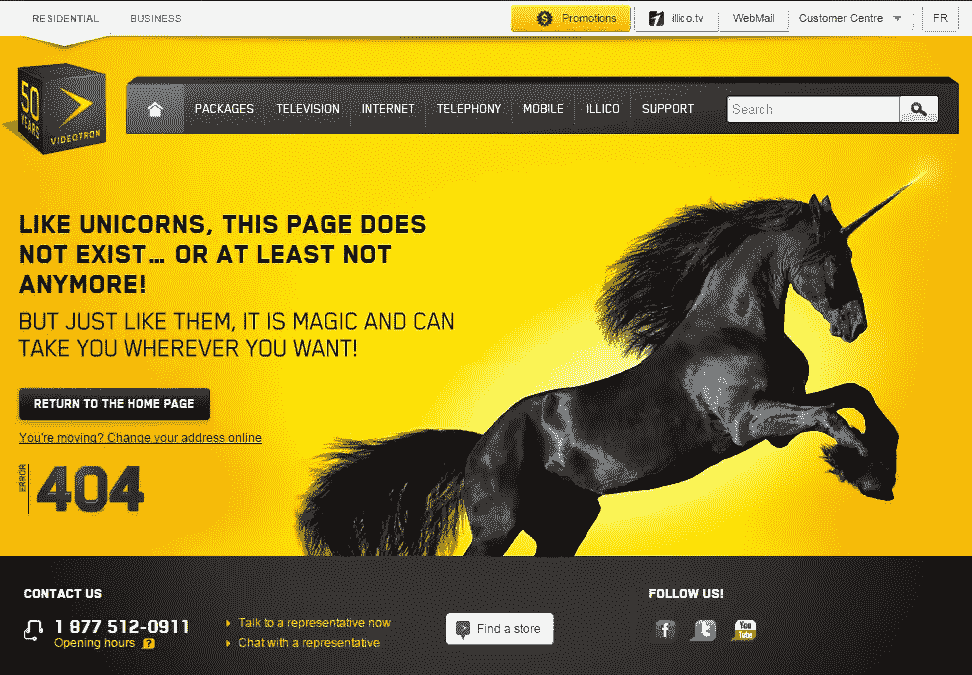 RESIDENTIAL
BUSINESS
Promotions
illico.tv
WebMail
Customer Centre
FR
50
YEARS
VIDEOTRON
PACKAGES
TELEVISION
INTERNET
TELEPHONY
MOBILE
ILLICO
SUPPORT
Search
LIKE UNICORNS, THIS PAGE DOES
NOT EXIST... OR AT LEAST NOT
ANYMORE!
BUT JUST LIKE THEM, IT IS MAGIC AND CAN
TAKE YOU WHEREVER YOU WANT!
RETURN TO THE HOME PAGE
You're moving? Change your address online
ERROR
404
CONTACT US
1 877 512-0911
Opening hours ?
Talk to a representative now
Chat with a representative
Find a store
FOLLOW US!
f
t
You
Tube